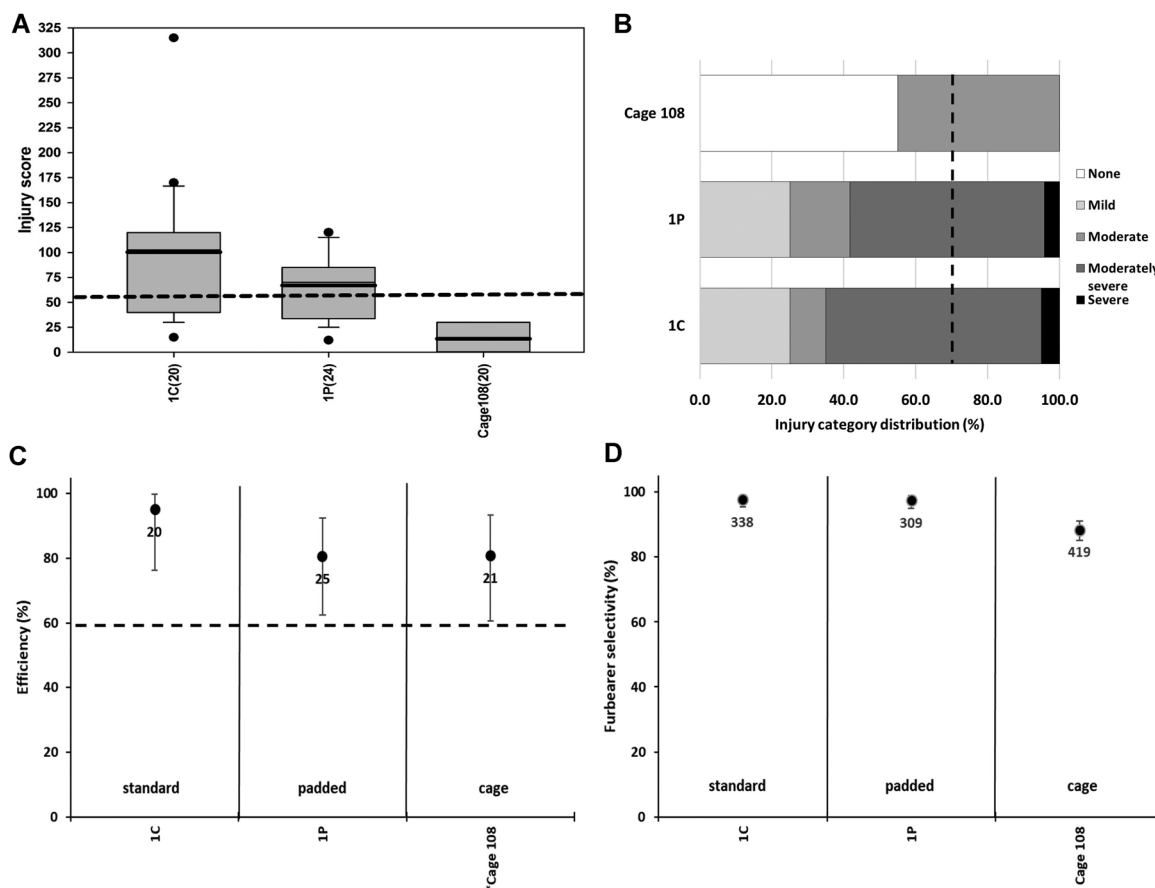 A
Injury score
325
300
275
250
225
200
175
150
125
100
75
50
25
0
1C(20)
1P(24)
Cage108(20)
B
Cage 108
1P
1C
0.0 20.0 40.0 60.0 80.0 100.0
Injury category distribution (%)
None
Mild
Moderate
Moderately
severe
Severe
C
Efficiency (%)
100
80
60
40
20
0
20
25
21
standard padded cage
1C
1P
*Cage 108
D
Furbearer selectivity (%)
100
80
60
40
20
0
338
309
419
standard padded cage
1C
1P
Cage 108